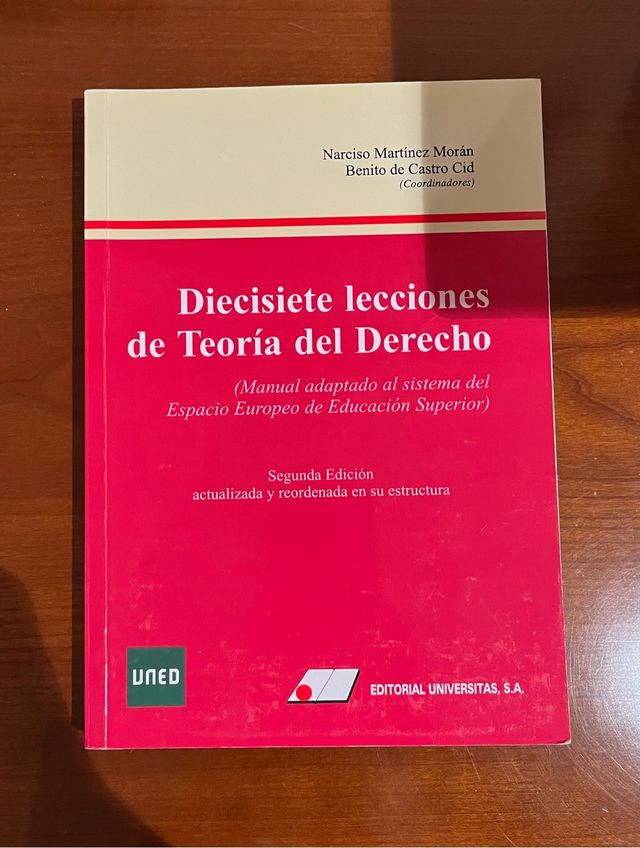 Narciso Martínez Morán
Benito de Castro Cid
(Coordinadores)
Diecisiete lecciones
de Teoría del Derecho
(Manual adaptado al sistema del
Espacio Europeo de Educación Superior)
Segunda Edición
actualizada y reordenada en su estructura
UNED
EDITORIAL UNIVERSITAS, S.A.